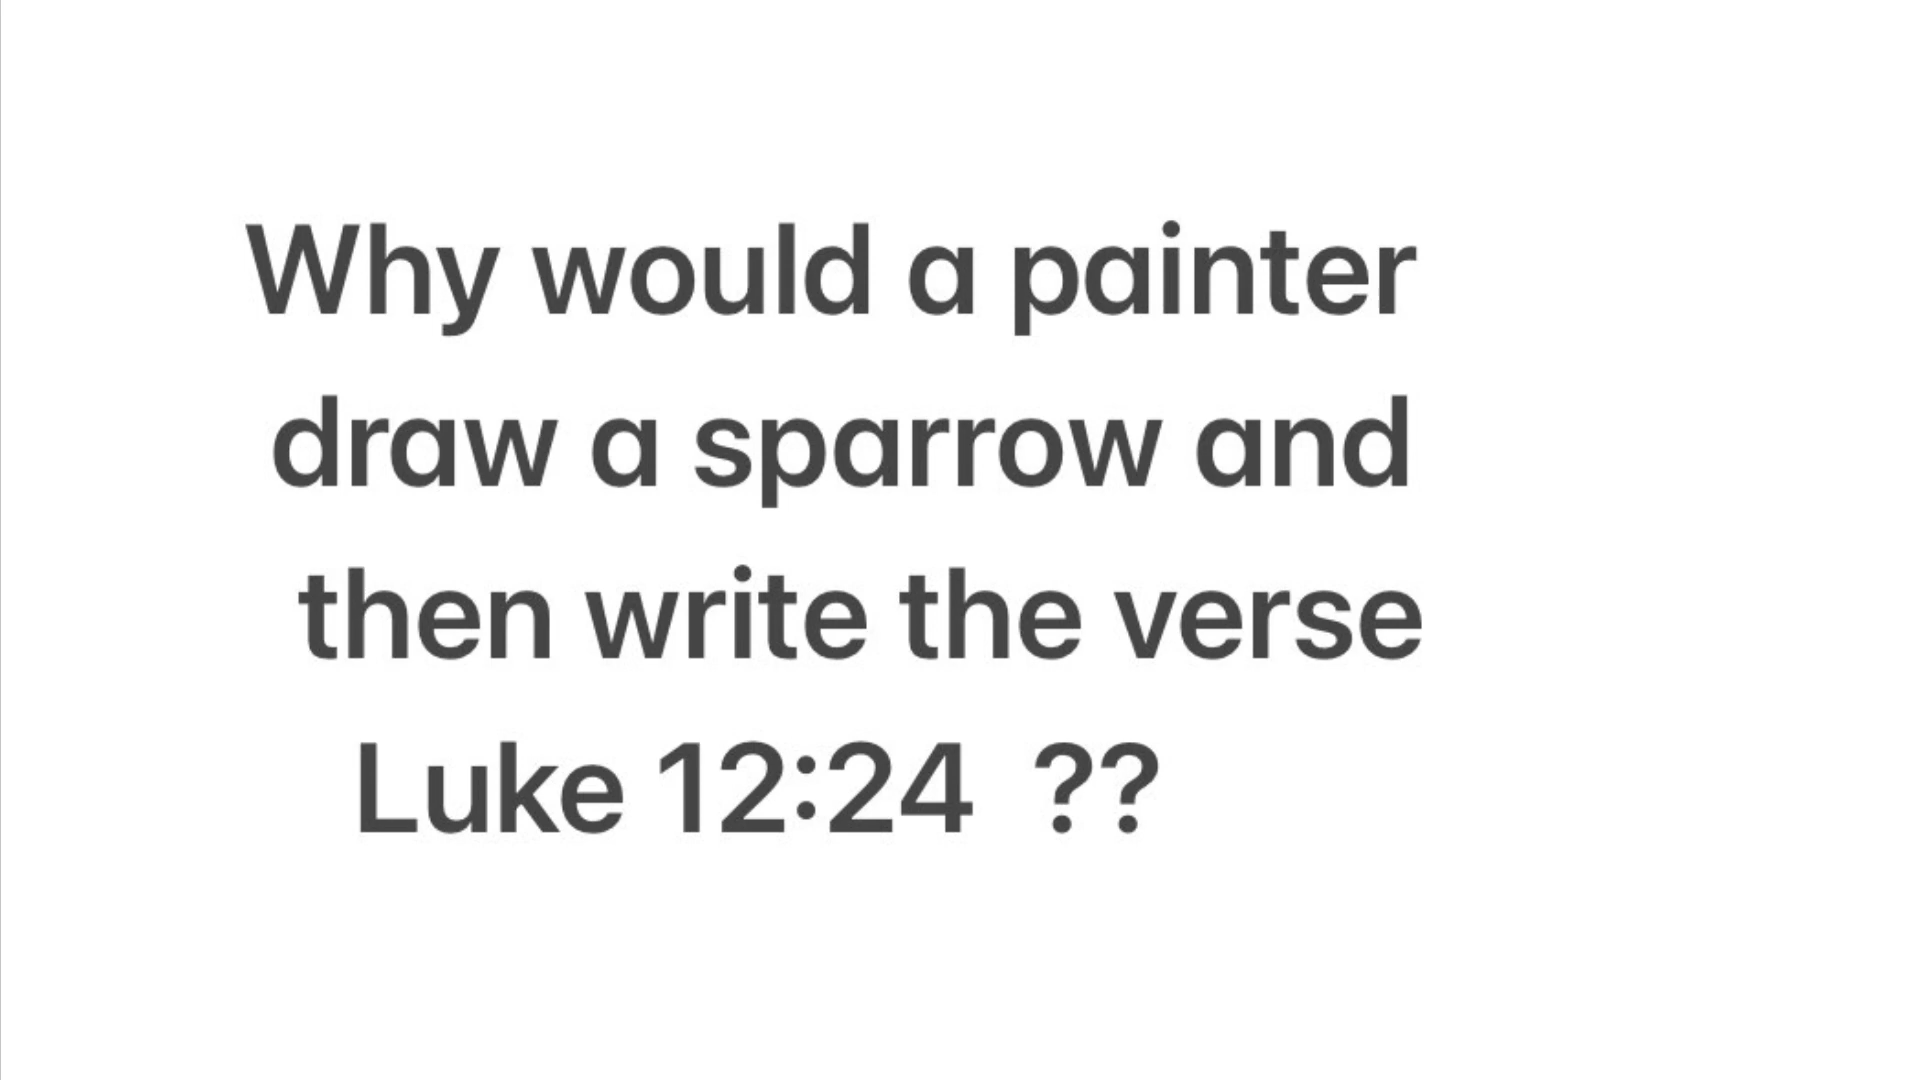 Why would a painter
draw a sparrow and
then write the verse
Luke 12:24 ??